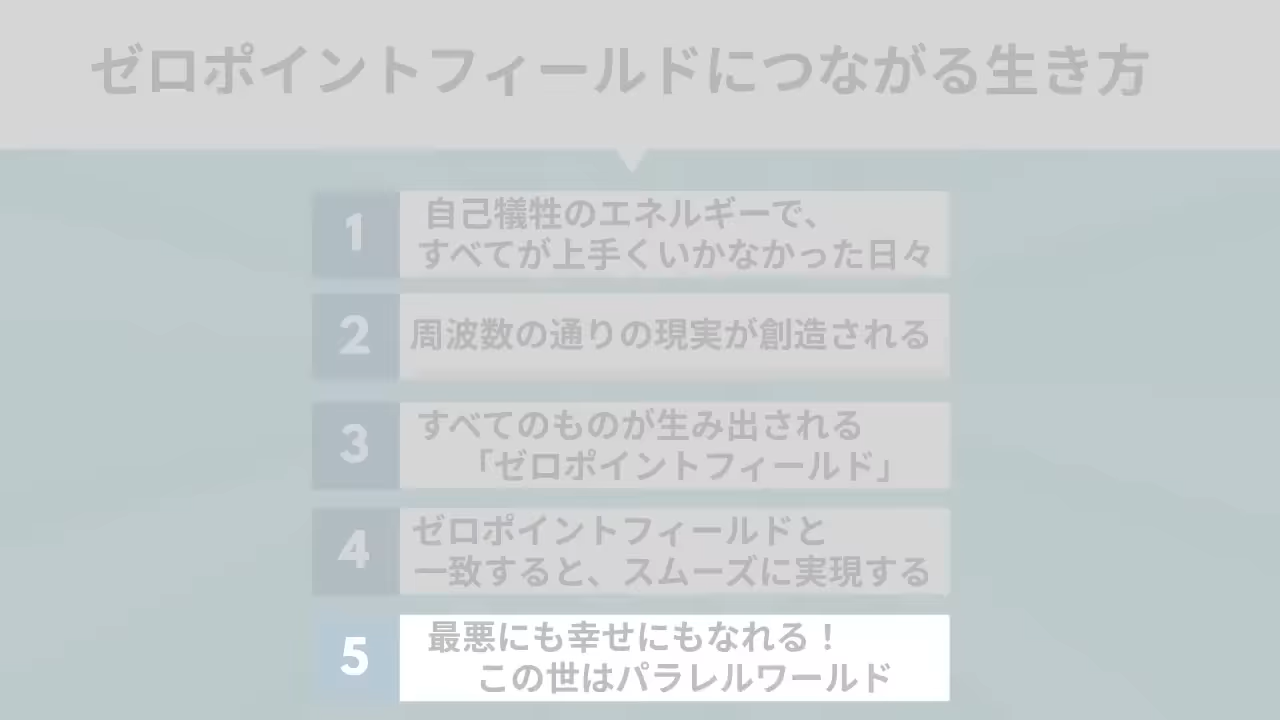 ゼロポイントフィールドにつながる生き方
1
自己犠牲のエネルギーで、
すべてが上手くいかなかった日々
2
周波数の通りの現実が創造される
3
すべてのものが生み出される
「ゼロポイントフィールド」
4
ゼロポイントフィールドと
一致すると、スムーズに実現する
5
最悪にも幸せにもなれる！
この世はパラレルワールド